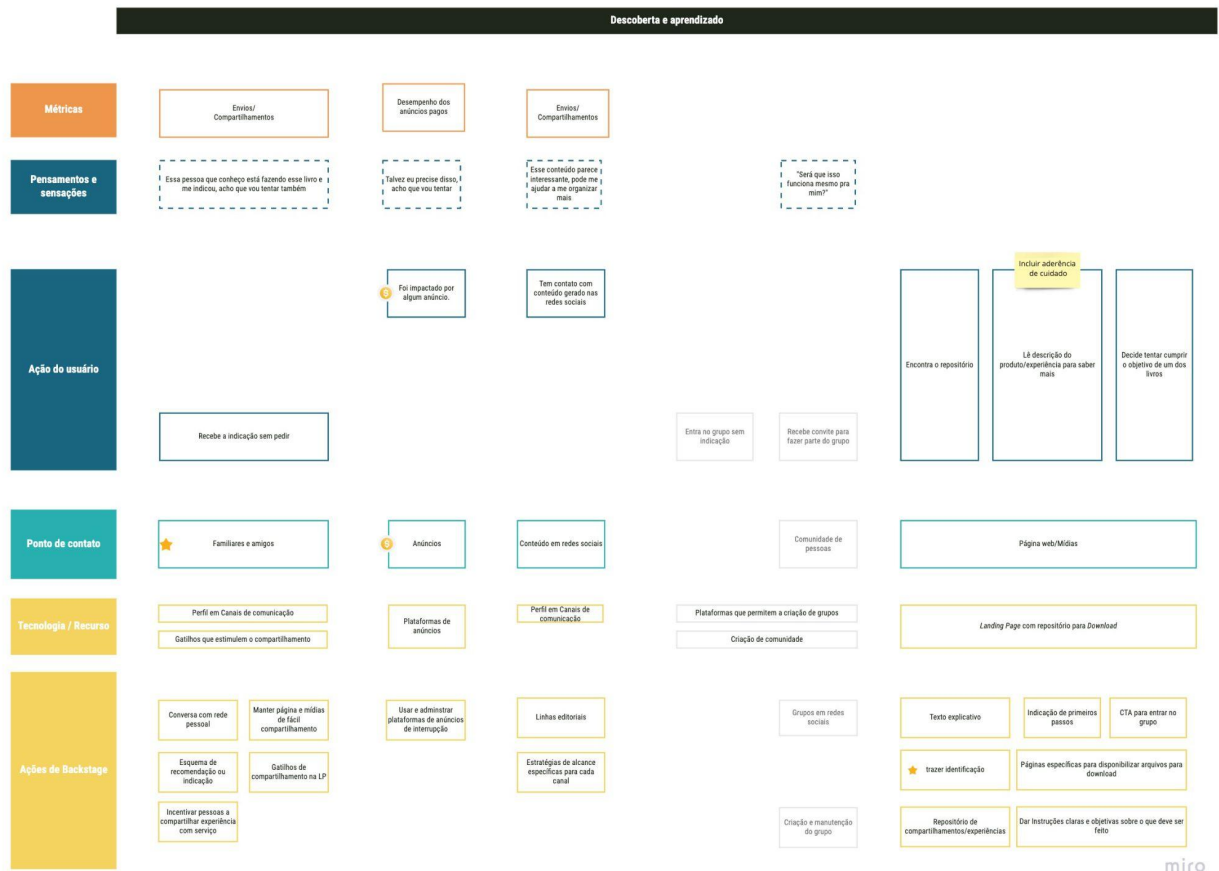 Descoberta e aprendizado
Métricas
Envios/
Compartilhamentos
Desempenho dos
anúncios pagos
Envios/
Compartilhamentos
Pensamentos e
sensações
Essa pessoa que conheço está fazendo esse livro e
me indicou, acho que vou tentar também
Talvez eu precise disso,
acho que vou tentar
Esse conteúdo parece
interessante, pode me
ajudar a me organizar
mais
"Será que isso
funciona mesmo pra
mim?"
Ação do usuário
Recebe a indicação sem pedir
$
Foi impactado por
algum anúncio.
Tem contato com
conteúdo gerado nas
redes sociais
Entra no grupo sem
indicação
Recebe convite para
fazer parte do grupo
Encontra o repositório
Incluir aderência
de cuidado
Lê descrição do
produto/experiência para saber
mais
Decide tentar cumprir
o objetivo de um dos
livros
Ponto de contato
Familiares e amigos
$
Anúncios
Conteúdo em redes sociais
Comunidade de
pessoas
Página web/Mídias
Tecnologia / Recurso
Perfil em Canais de comunicação
Gatilhos que estimulem o compartilhamento
Plataformas de
anúncios
Perfil em Canais de
comunicação
Plataformas que permitem a criação de grupos
Criação de comunidade
Landing Page com repositório para Download
Ações de Backstage
Conversa com rede
pessoal
Manter página e mídias
de fácil
compartilhamento
Usar e adminstrar
plataformas de anúncios
de interrupção
Linhas editoriais
Grupos em redes
sociais
Texto explicativo
Indicação de primeiros
passos
CTA para entrar no
grupo
Esquema de
recomendação ou
indicação
Gatilhos de
compartilhamento na LP
Estratégias de alcance
específicas para cada
canal
trazer identificação
Páginas específicas para disponibilizar arquivos para
download
Incentivar pessoas a
compartilhar experiência
com serviço
Criação e manutenção
do grupo
Repositório de
compartilhamentos/experiências
Dar Instruções claras e objetivas sobre o que deve ser
feito
miro